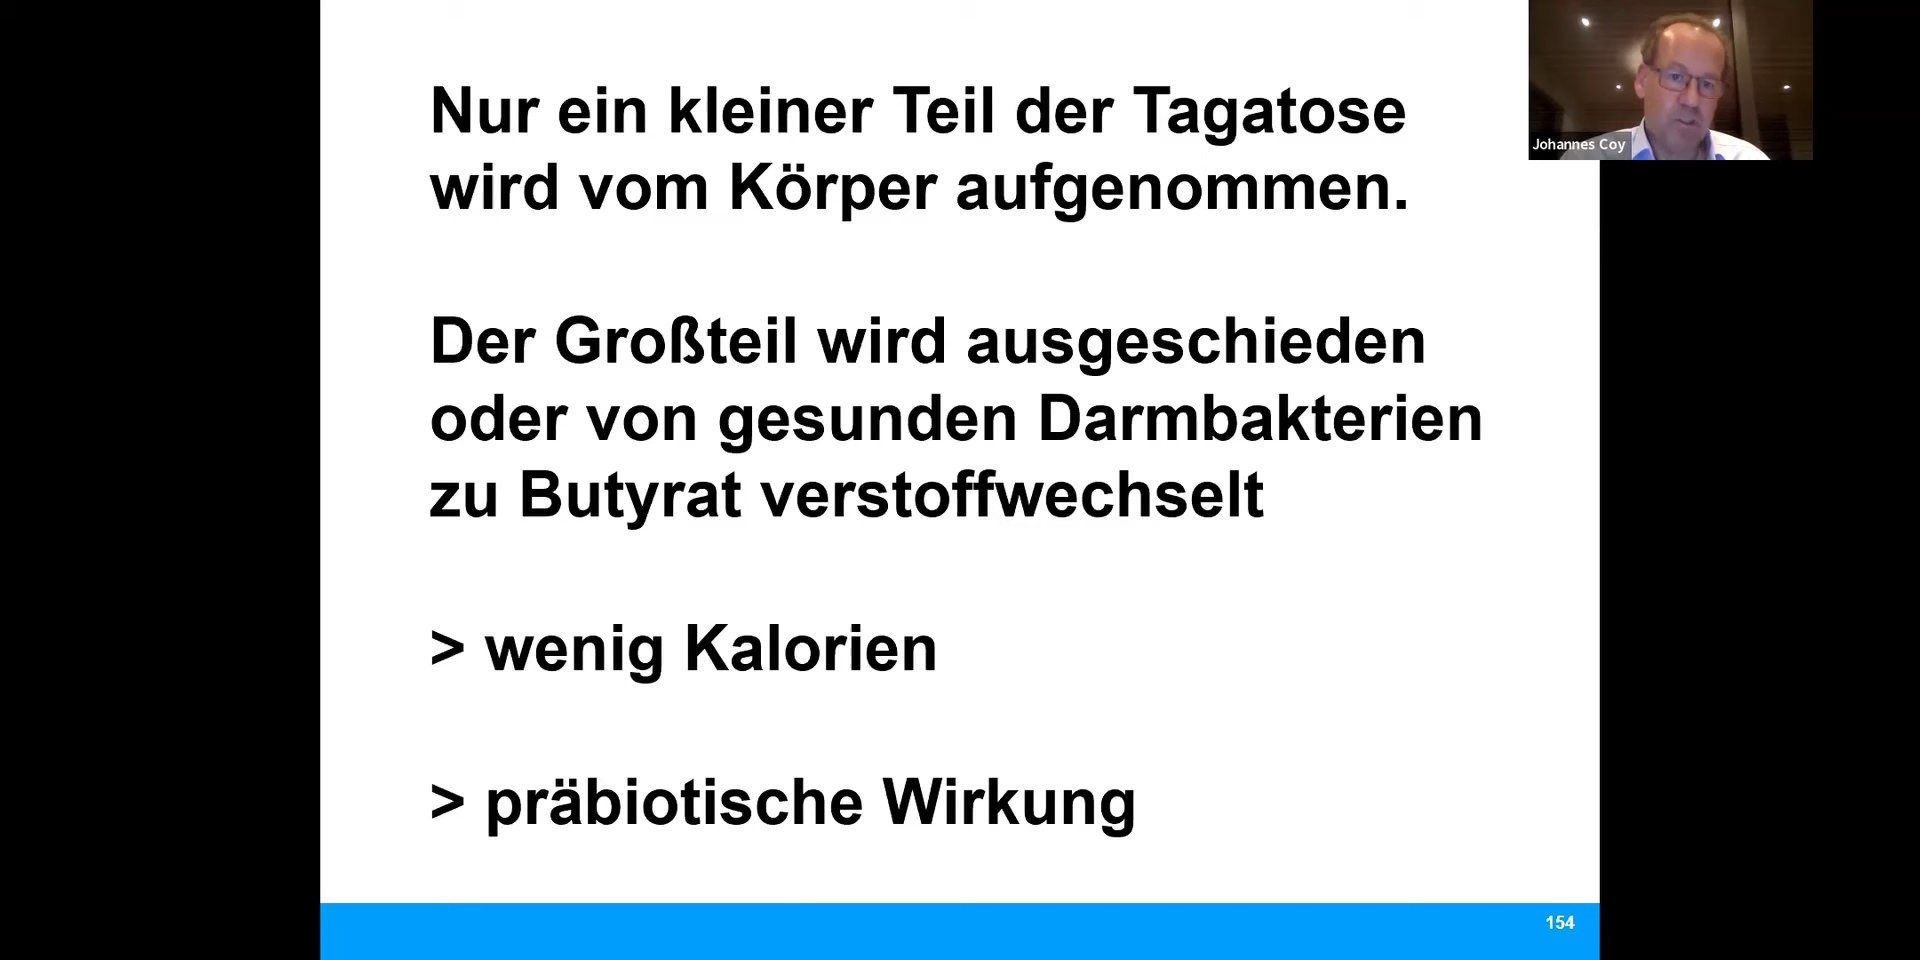 Nur ein kleiner Teil der Tagatose
wird vom Körper aufgenommen.
Der Großteil wird ausgeschieden
oder von gesunden Darmbakterien
zu Butyrat verstoffwechselt
> wenig Kalorien
> präbiotische Wirkung
154
Johannes Coy